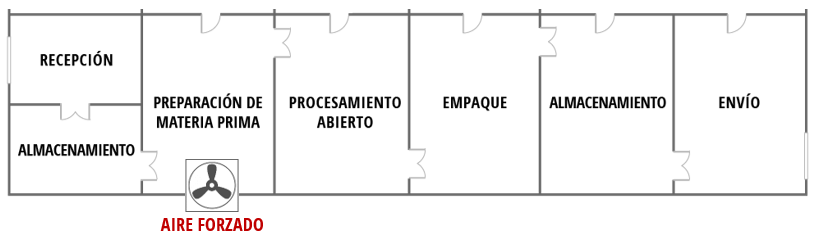 RECEPCIÓN
ALMACENAMIENTO
PREPARACIÓN DE
MATERIA PRIMA
PROCESAMIENTO
ABIERTO
EMPAQUE
ALMACENAMIENTO
ENVÍO
AIRE FORZADO